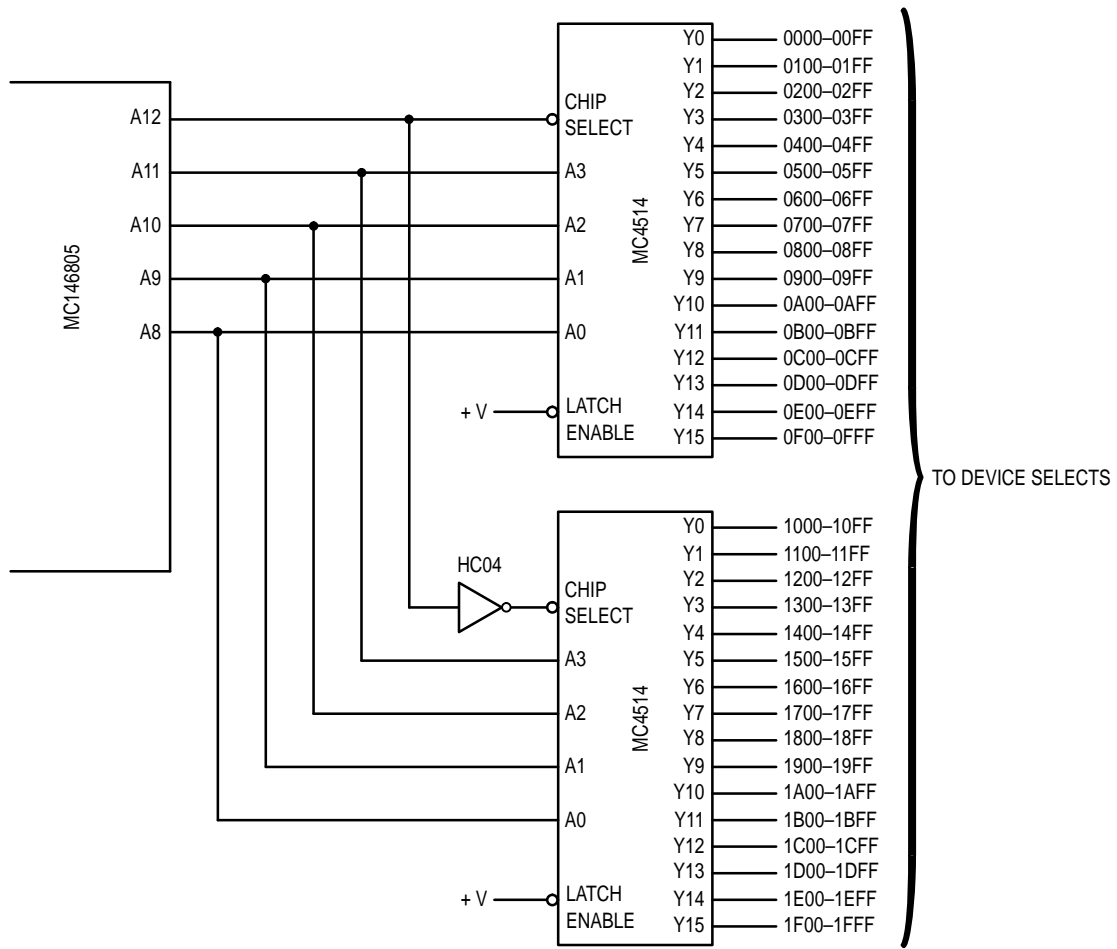 MC146805
A12
A11
A10
A9
A8
CHIP
SELECT
A3
A2
A1
A0
+ V
LATCH
ENABLE
MC4514
Y0 0000–00FF
Y1 0100–01FF
Y2 0200–02FF
Y3 0300–03FF
Y4 0400–04FF
Y5 0500–05FF
Y6 0600–06FF
Y7 0700–07FF
Y8 0800–08FF
Y9 0900–09FF
Y10 0A00–0AFF
Y11 0B00–0BFF
Y12 0C00–0CFF
Y13 0D00–0DFF
Y14 0E00–0EFF
Y15 0F00–0FFF
TO DEVICE SELECTS
HC04
CHIP
SELECT
A3
A2
A1
A0
+ V
LATCH
ENABLE
MC4514
Y0 1000–10FF
Y1 1100–11FF
Y2 1200–12FF
Y3 1300–13FF
Y4 1400–14FF
Y5 1500–15FF
Y6 1600–16FF
Y7 1700–17FF
Y8 1800–18FF
Y9 1900–19FF
Y10 1A00–1AFF
Y11 1B00–1BFF
Y12 1C00–1CFF
Y13 1D00–1DFF
Y14 1E00–1EFF
Y15 1F00–1FFF